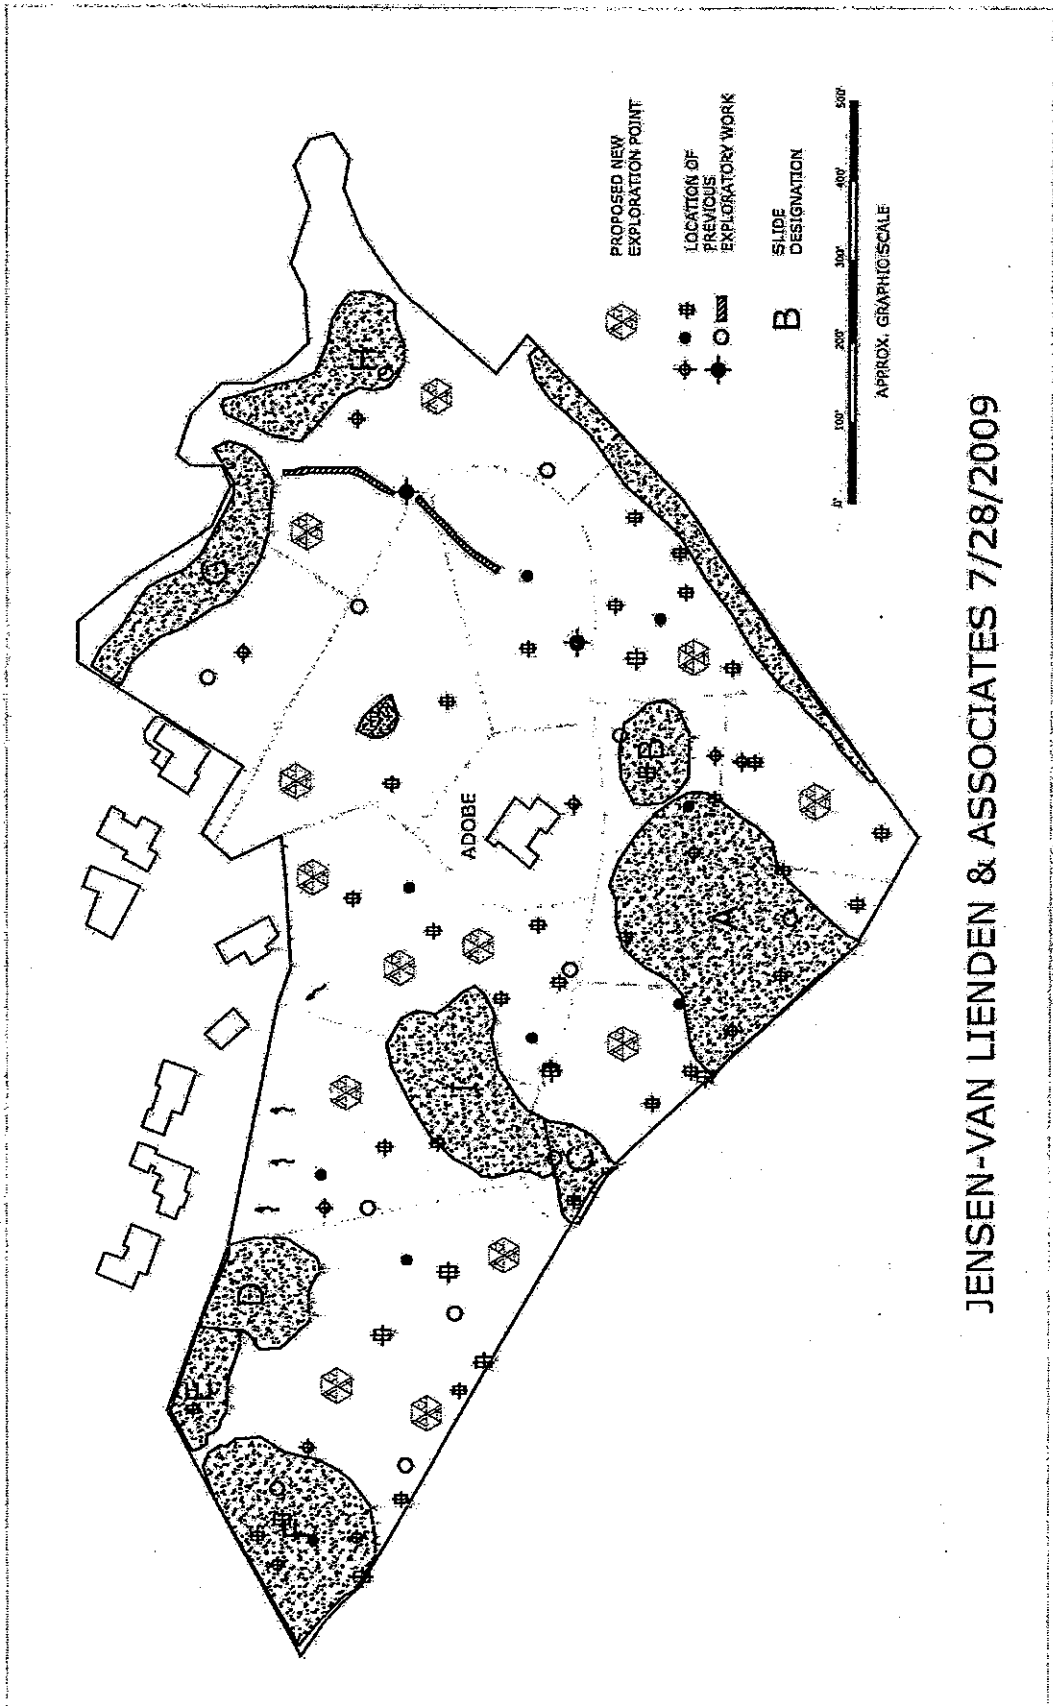 PROPOSED NEW
EXPLORATION POINT
LOCATION OF
PREVIOUS
EXPLORATORY WORK
B
SLIDE
DESIGNATION
0' 100' 200' 300' 400' 500'
APPROX. GRAPHIC SCALE
F
E
D
C
I
A
B
G
H
ADOBE
JENSEN-VAN LIENDEN & ASSOCIATES 7/28/2009